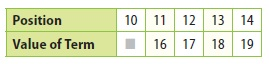 Position 10 11 12 13 14
Value of Term 16 17 18 19